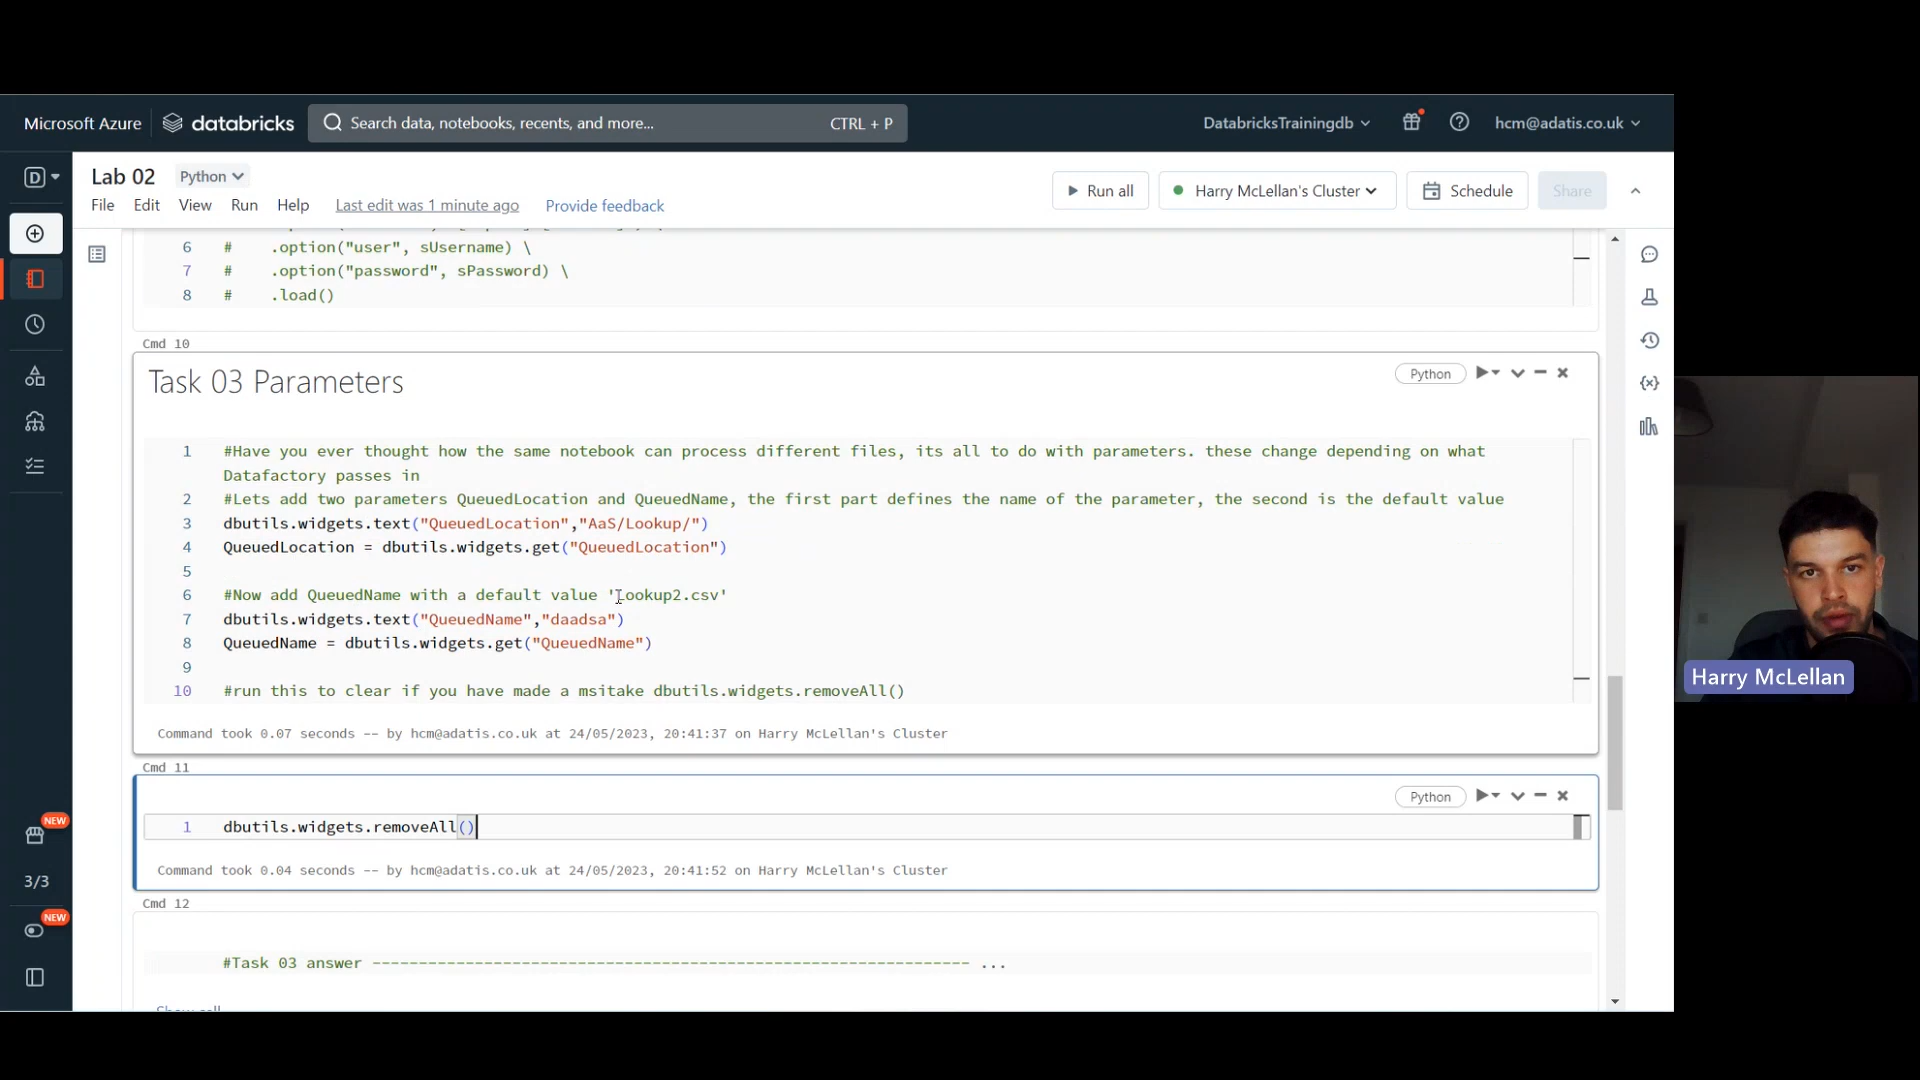 Microsoft Azure databricks Search data, notebooks, recents, and more... CTRL + P DatabricksTrainingdb hcm@adatis.co.uk
D
Lab 02 Python
File Edit View Run Help Last edit was 1 minute ago Provide feedback
Run all Harry McLellan's Cluster Schedule Share
6 # .option("user", sUsername) \
7 # .option("password", sPassword) \
8 # .load()
Cmd 10
Task 03 Parameters
Python
1 #Have you ever thought how the same notebook can process different files, its all to do with parameters. these change depending on what
Datafactory passes in
2 #Lets add two parameters QueuedLocation and QueuedName, the first part defines the name of the parameter, the second is the default value
3 dbutils.widgets.text("QueuedLocation","AaS/Lookup/")
4 QueuedLocation = dbutils.widgets.get("QueuedLocation")
5
6 #Now add QueuedName with a default value 'Lookup2.csv'
7 dbutils.widgets.text("QueuedName","daadsa")
8 QueuedName = dbutils.widgets.get("QueuedName")
9
10 #run this to clear if you have made a msitake dbutils.widgets.removeAll()
Command took 0.07 seconds -- by hcm@adatis.co.uk at 24/05/2023, 20:41:37 on Harry McLellan's Cluster
Cmd 11
Python
1 dbutils.widgets.removeAll()
Command took 0.04 seconds -- by hcm@adatis.co.uk at 24/05/2023, 20:41:52 on Harry McLellan's Cluster
Cmd 12
#Task 03 answer ---------------------------------------------------------------- ...
NEW
3/3
NEW
Harry McLellan